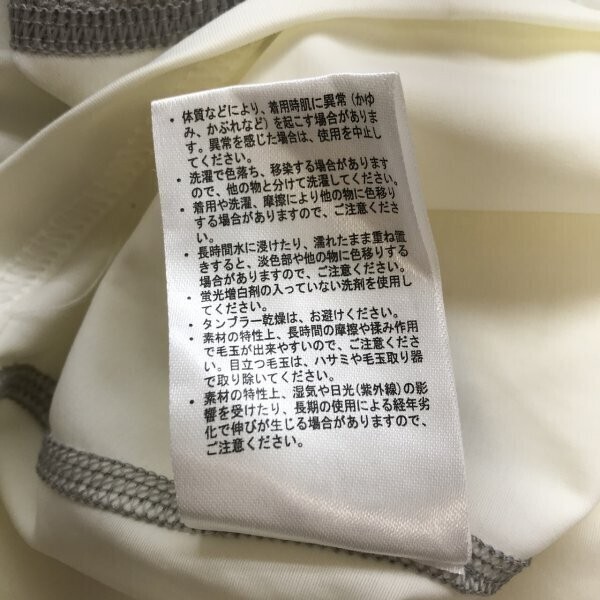 ・体質などにより、着用時肌に異常（かゆ
み、かぶれなど）を起こす場合がありま
す。異常を感じた場合は、使用を中止し
てください。
・洗濯で色落ち、移染する場合があります
ので、他の物と分けて洗濯してください。
・着用や洗濯、摩擦により他の物に色移り
する場合がありますので、ご注意くださ
い。
・長時間水に浸けたり、濡れたまま重ね置
きすると、淡色部や他の物に色移りする
場合がありますので、ご注意ください。
・蛍光増白剤の入っていない洗剤を使用し
てください。
・タンブラー乾燥は、お避けください。
・素材の特性上、長時間の摩擦や揉み作用
で毛玉が出来やすいので、ご注意くださ
い。目立つ毛玉は、ハサミや毛玉取り器
で取り除いてください。
・素材の特性上、湿気や日光(紫外線)の影
響を受けたり、長期の使用による経年劣
化で伸びが生じる場合がありますので、
ご注意ください。